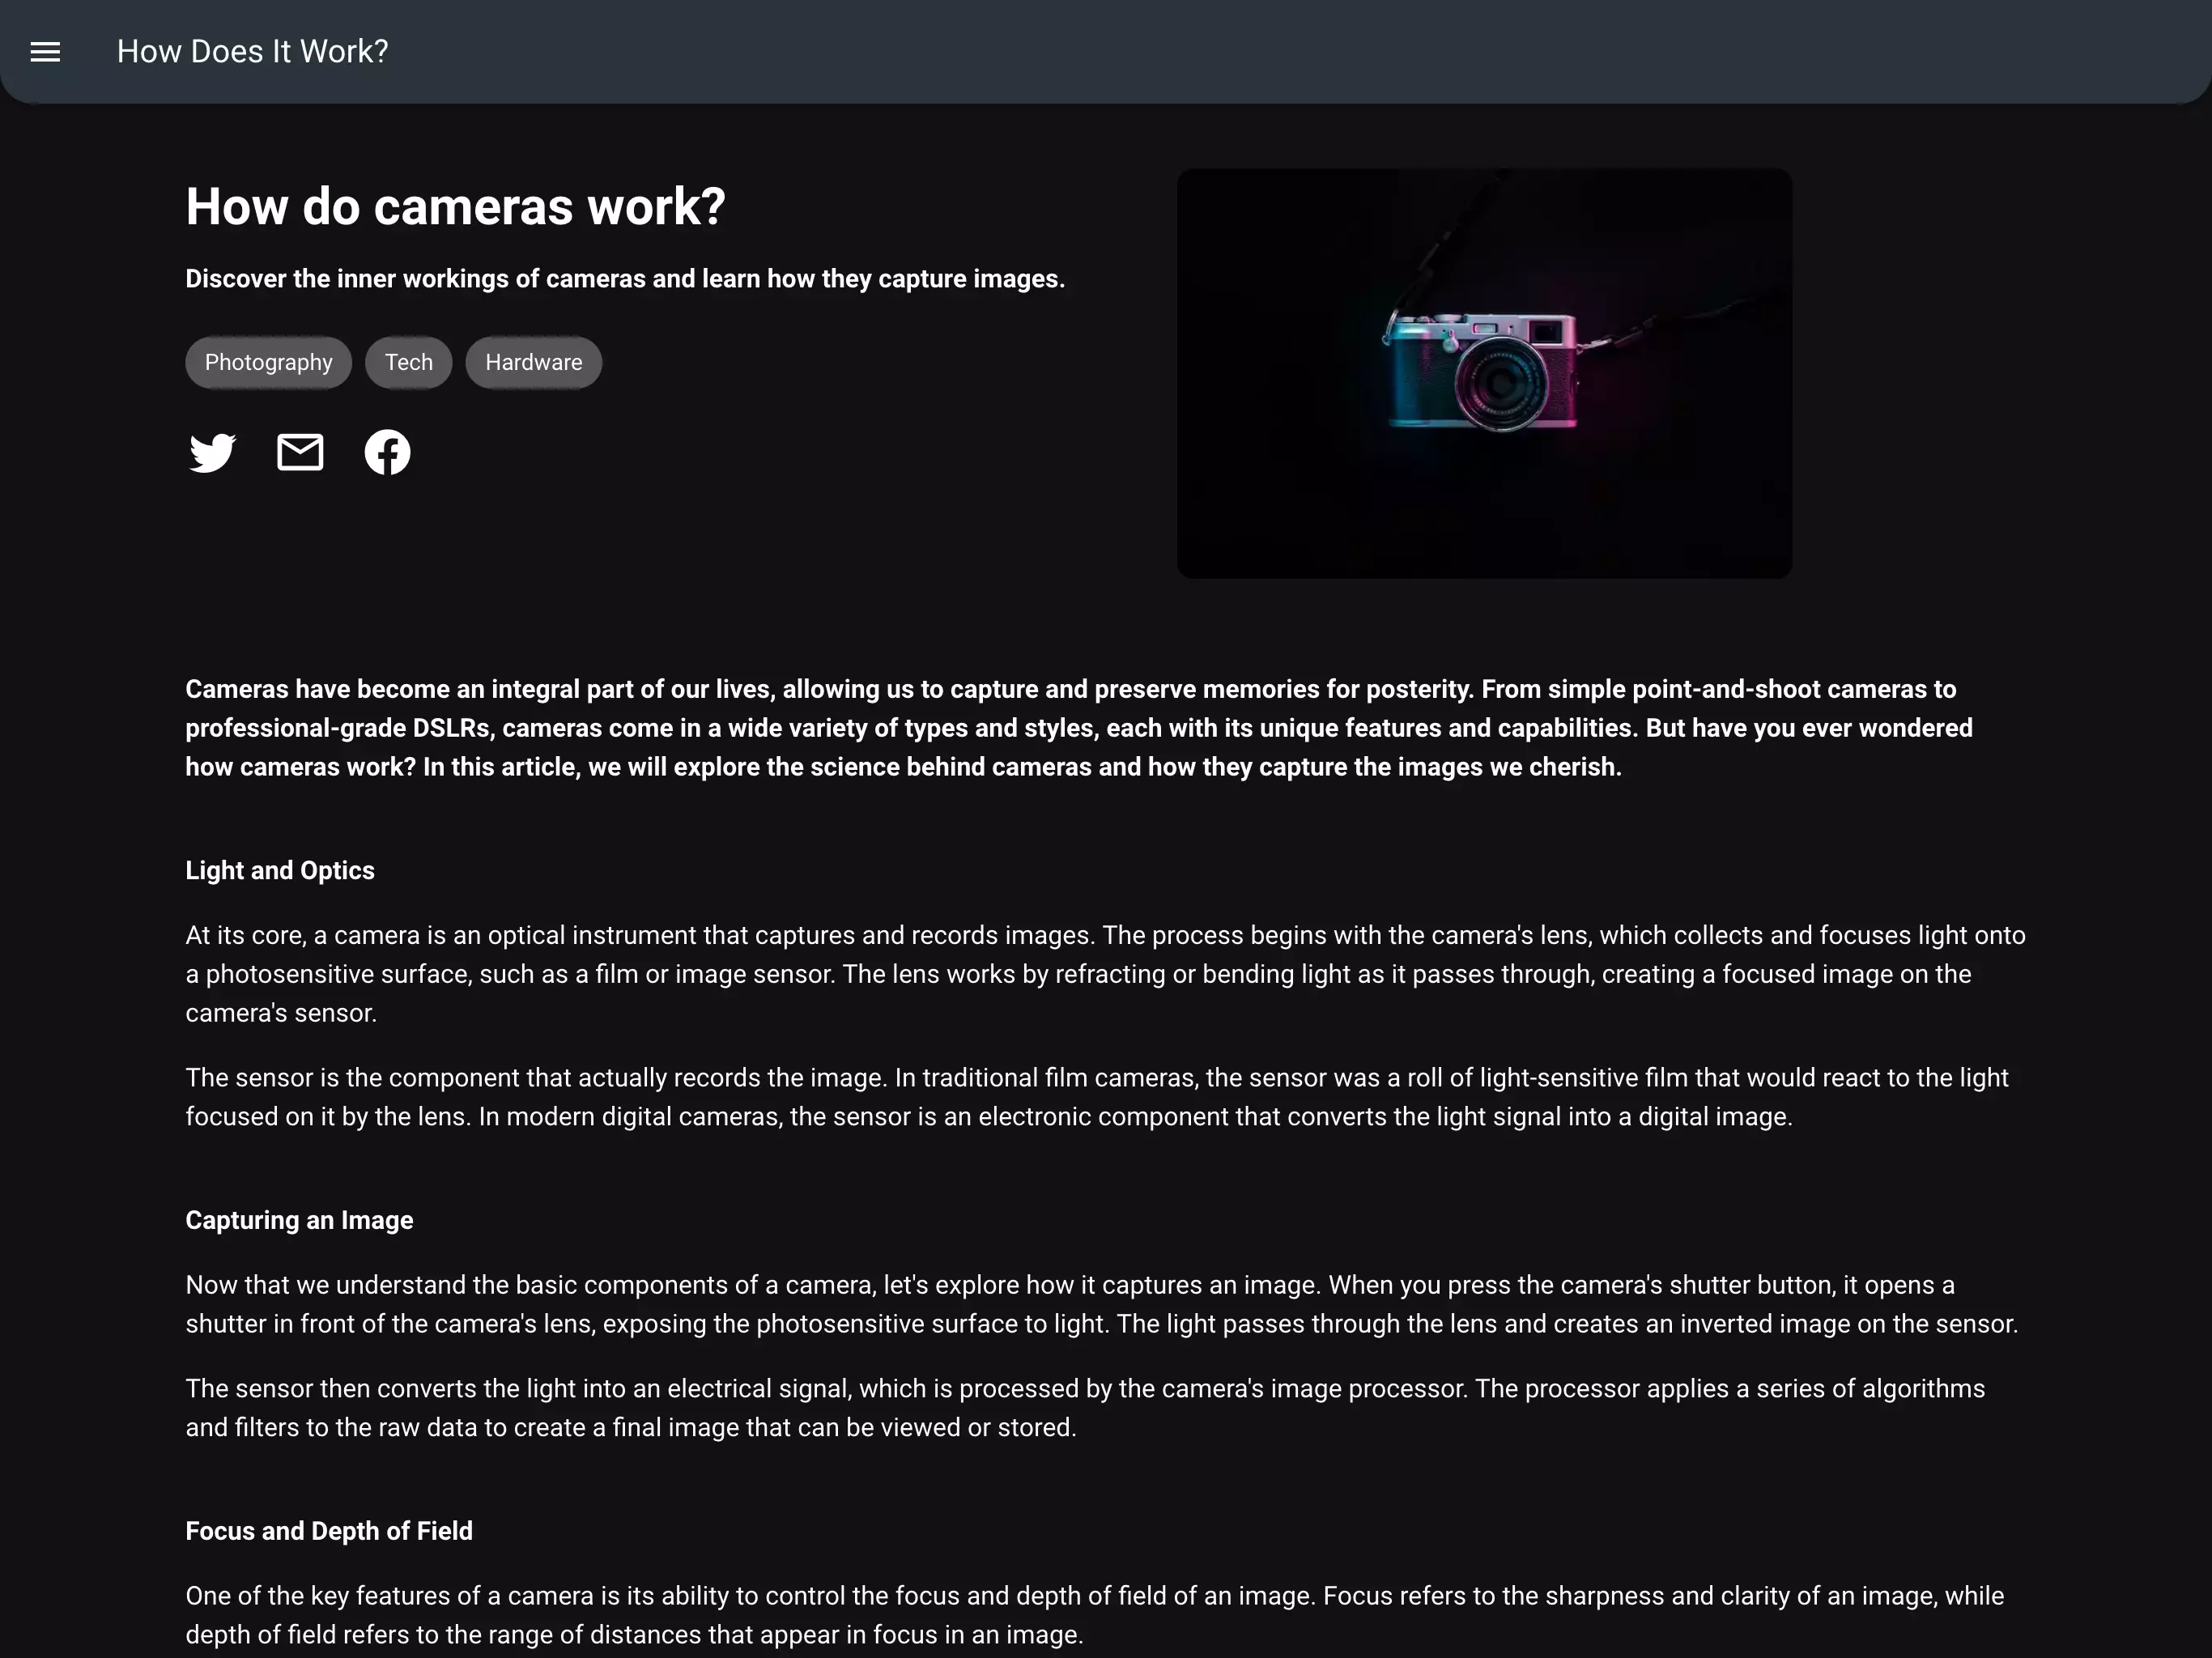 How Does It Work?
How do cameras work?
Discover the inner workings of cameras and learn how they capture images.
Photography Tech Hardware
Cameras have become an integral part of our lives, allowing us to capture and preserve memories for posterity. From simple point-and-shoot cameras to
professional-grade DSLRs, cameras come in a wide variety of types and styles, each with its unique features and capabilities. But have you ever wondered
how cameras work? In this article, we will explore the science behind cameras and how they capture the images we cherish.
Light and Optics
At its core, a camera is an optical instrument that captures and records images. The process begins with the camera's lens, which collects and focuses light onto
a photosensitive surface, such as a film or image sensor. The lens works by refracting or bending light as it passes through, creating a focused image on the
camera's sensor.
The sensor is the component that actually records the image. In traditional film cameras, the sensor was a roll of light-sensitive film that would react to the light
focused on it by the lens. In modern digital cameras, the sensor is an electronic component that converts the light signal into a digital image.
Capturing an Image
Now that we understand the basic components of a camera, let's explore how it captures an image. When you press the camera's shutter button, it opens a
shutter in front of the camera's lens, exposing the photosensitive surface to light. The light passes through the lens and creates an inverted image on the sensor.
The sensor then converts the light into an electrical signal, which is processed by the camera's image processor. The processor applies a series of algorithms
and filters to the raw data to create a final image that can be viewed or stored.
Focus and Depth of Field
One of the key features of a camera is its ability to control the focus and depth of field of an image. Focus refers to the sharpness and clarity of an image, while
depth of field refers to the range of distances that appear in focus in an image.